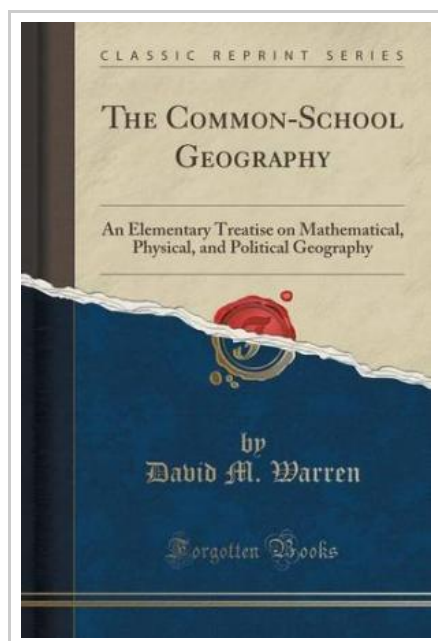 CLASSIC REPRINT SERIES
THE COMMON-SCHOOL
GEOGRAPHY
An Elementary Treatise on Mathematical,
Physical, and Political Geography
F
by
David M. Warren
Forgotten Books